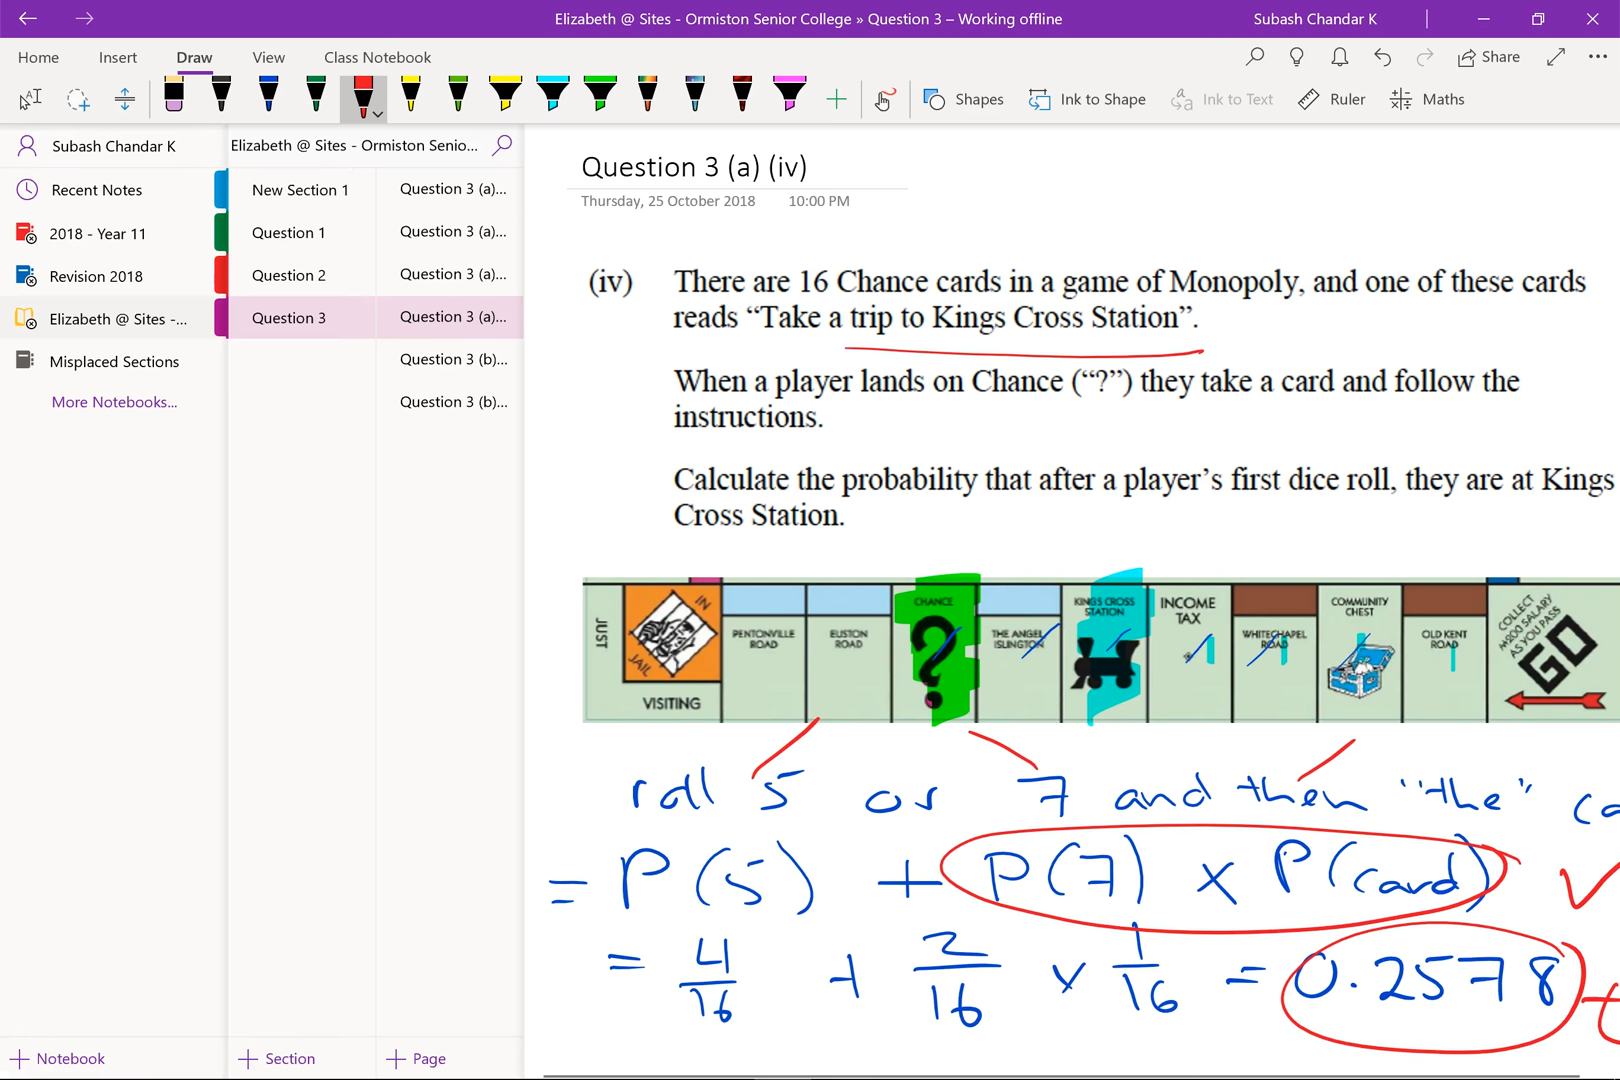 Elizabeth @ Sites - Ormiston Senior College » Question 3 – Working offline
Subash Chandar K
Home
Insert
Draw
View
Class Notebook
Share
Shapes
Ink to Shape
Ink to Text
Ruler
Maths
Subash Chandar K
Elizabeth @ Sites - Ormiston Senio...
Recent Notes
New Section 1
Question 3 (a)...
2018 - Year 11
Question 1
Question 3 (a)...
Revision 2018
Question 2
Question 3 (a)...
Elizabeth @ Sites -...
Question 3
Question 3 (a)...
Misplaced Sections
Question 3 (b)...
More Notebooks...
Question 3 (b)...
Question 3 (a) (iv)
Thursday, 25 October 2018 10:00 PM
(iv) There are 16 Chance cards in a game of Monopoly, and one of these cards
reads “Take a trip to Kings Cross Station”.
When a player lands on Chance (“?”) they take a card and follow the
instructions.
Calculate the probability that after a player’s first dice roll, they are at Kings
Cross Station.
JUST
IN
JAIL
VISITING
PENTONVILLE
ROAD
EUSTON
ROAD
CHANCE
?
THE ANGEL
ISLINGTON
KINGS CROSS
STATION
INCOME
TAX
WHITECHAPEL
ROAD
COMMUNITY
CHEST
OLD KENT
ROAD
COLLECT
M200 SALARY
AS YOU PASS
GO
roll 5 or 7 and then "the" ca
= P(5) + P(7) x P(card)
= 4/16 + 2/16 x 1/16 = 0.2578
t
Notebook
Section
Page